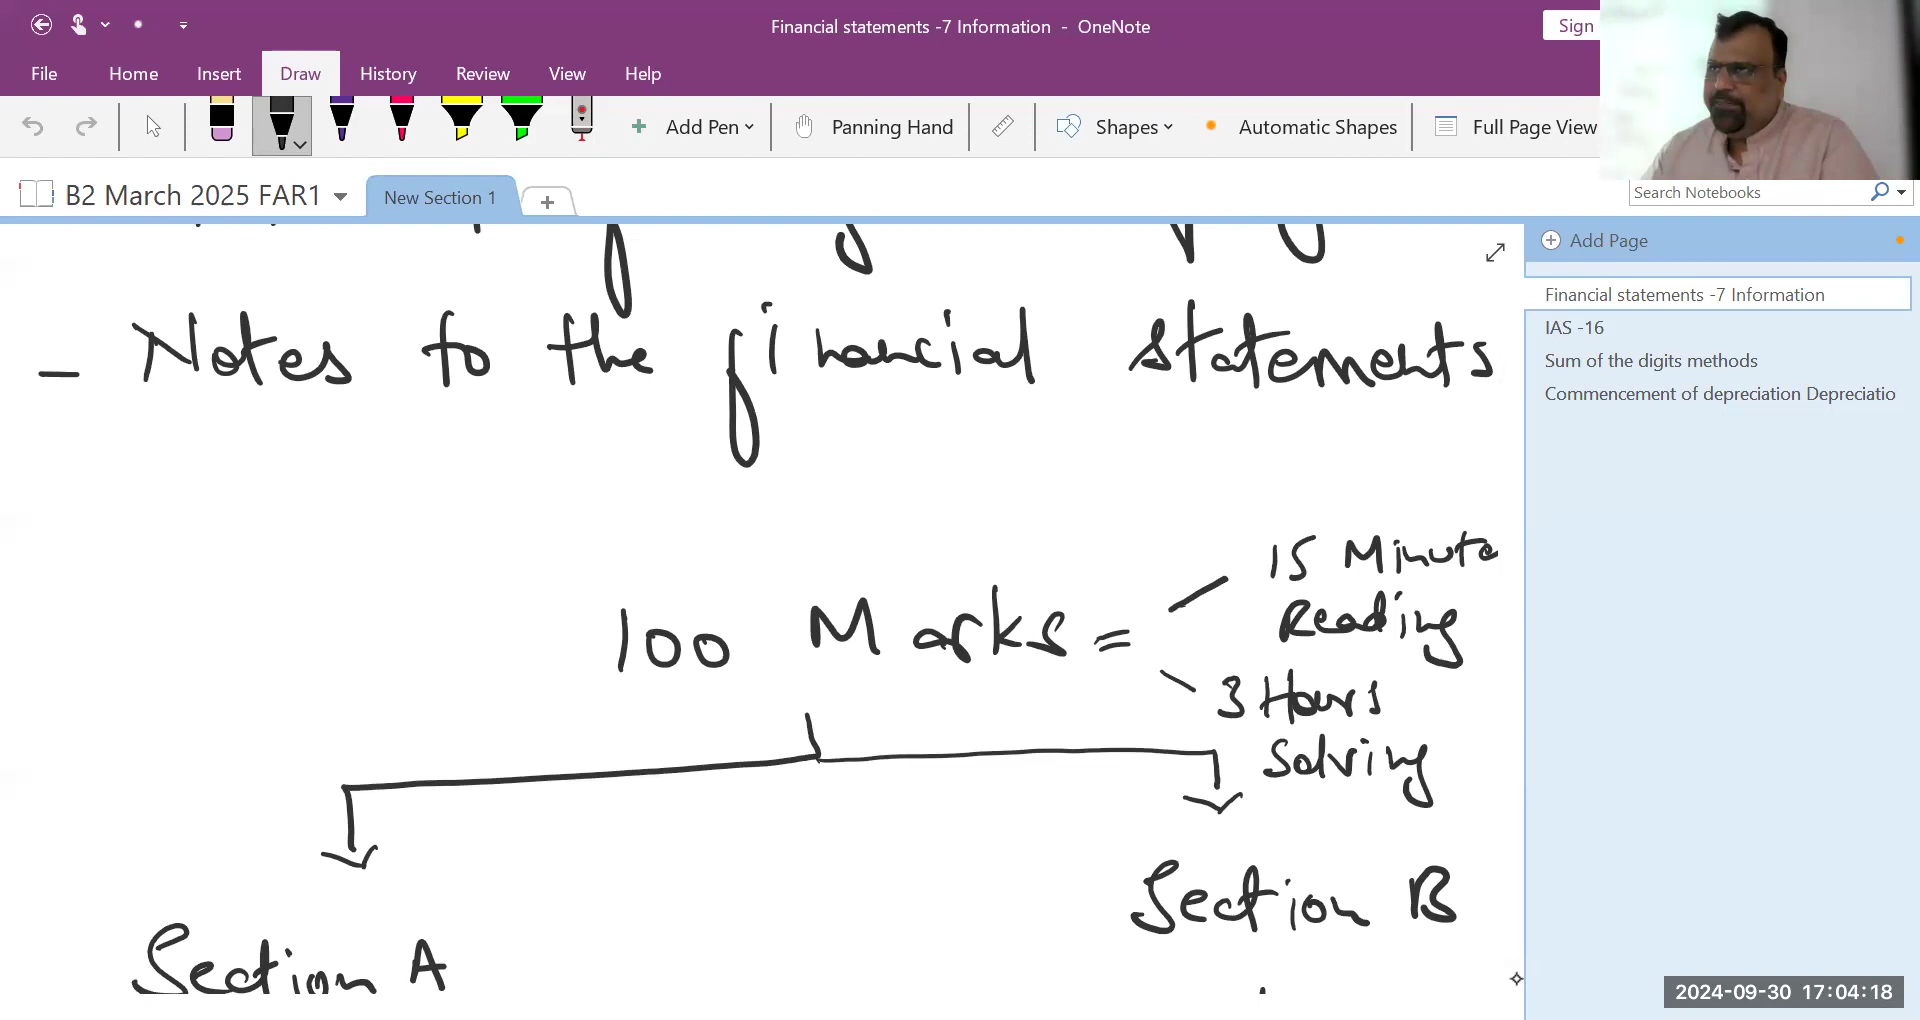 Financial statements -7 Information - OneNote
Sign
File Home Insert Draw History Review View Help
Add Pen Panning Hand Shapes Automatic Shapes Full Page View
B2 March 2025 FAR1 New Section 1
Search Notebooks
Add Page
Financial statements -7 Information
IAS -16
Sum of the digits methods
Commencement of depreciation Depreciatio
- Notes to the financial statements
100 Marks =
15 Minute
Reading
3 Hours
Solving
Section A
Section B
2024-09-30 17:04:18